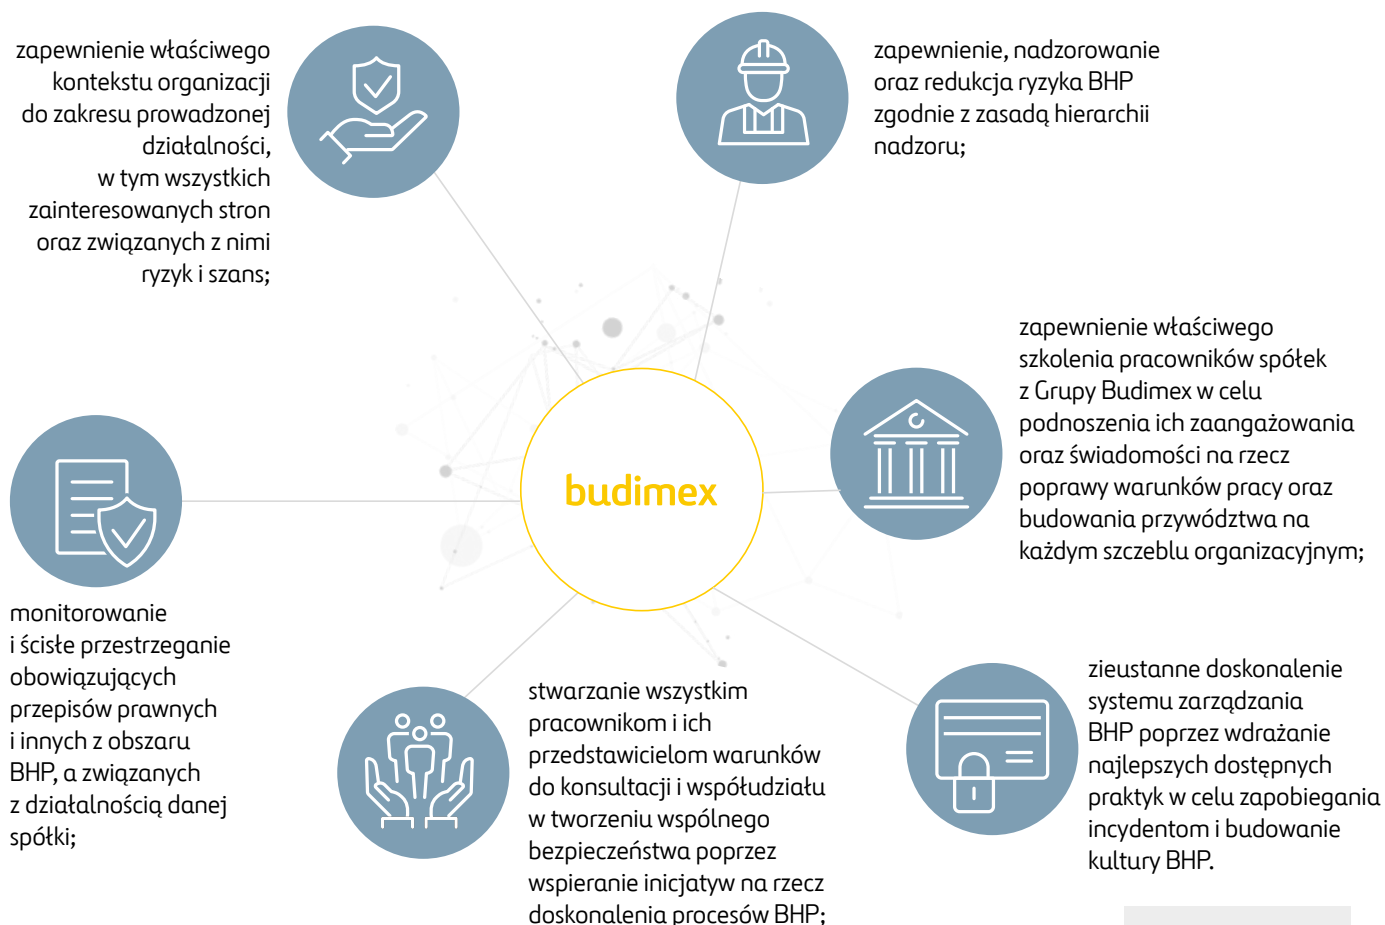 zapewnienie właściwego
kontekstu organizacji
do zakresu prowadzonej
działalności,
w tym wszystkich
zainteresowanych stron
oraz związanych z nimi
ryzyk i szans;
zapewnienie, nadzorowanie
oraz redukcja ryzyka BHP
zgodnie z zasadą hierarchii
nadzoru;
zapewnienie właściwego
szkolenia pracowników spółek
z Grupy Budimex w celu
podnoszenia ich zaangażowania
oraz świadomości na rzecz
poprawy warunków pracy oraz
budowania przywództwa na
każdym szczeblu organizacyjnym;
budimex
monitorowanie
i ścisłe przestrzeganie
obowiązujących
przepisów prawnych
i innych z obszaru
BHP, a związanych
z działalnością danej
spółki;
stwarzanie wszystkim
pracownikom i ich
przedstawicielom warunków
do konsultacji i współudziału
w tworzeniu wspólnego
bezpieczeństwa poprzez
wspieranie inicjatyw na rzecz
doskonalenia procesów BHP;
zieustanne doskonalenie
systemu zarządzania
BHP poprzez wdrażanie
najlepszych dostępnych
praktyk w celu zapobiegania
incydentom i budowanie
kultury BHP.